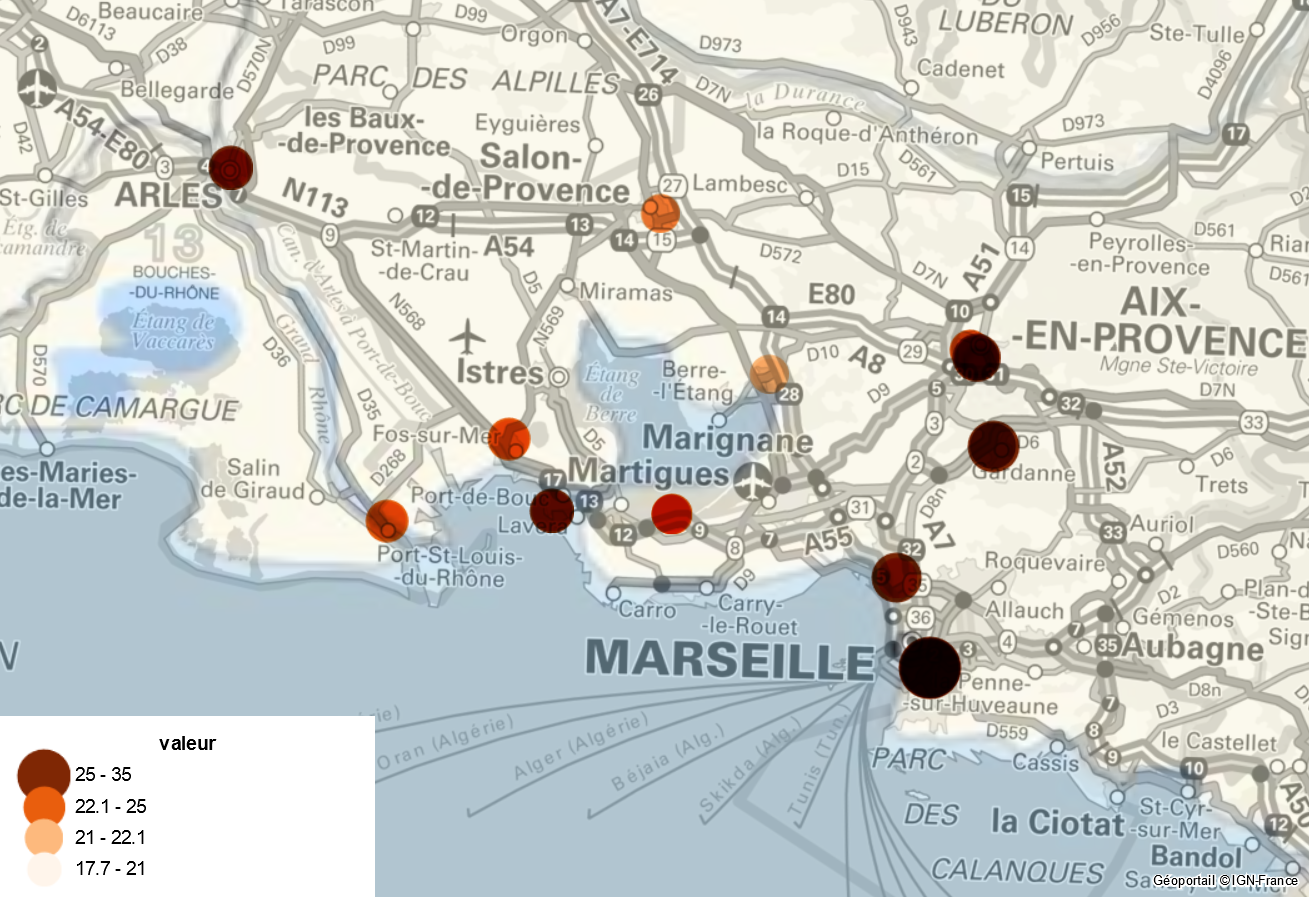 Beaucaire
Tarascon
D99
Orgon
A7-E714
D973
D943
LUBERON
D956
Ste-Tulle
D6113
D38
D570N
D99
Cadenet
D4096
2
PARC DES ALPILLES
26
D7N
la Durance
Bellegarde
les Baux-
-de-Provence
Eyguières
la Roque-d'Anthéron
D973
17
A54-E80
D42
3
4
Salon-
-de-Provence
D15
D561
Pertuis
St-Gilles
ARLES
N113
27
Lambesc
15
Étg. de
camandre
13
9
12
13
14
15
A54
D572
14
D561
Peyrolles-
-en-Provence
St-Martin-
-de-Crau
A51
D7N
BOUCHES-
-DU-RHÔNE
Étang de
Vaccarès
Can. d'Arles à Port-de-Bouc
N568
D5
N569
Miramas
E80
10
AIX-
-EN-PROVENCE
14
D561
Grand
Rhône
D36
D570
D35
Istres
Étang
de
Berre
Berre-
-l'Étang
D10
A8
29
Mgne Ste-Victoire
D7N
28
D9
5
32
33
RC DE CAMARGUE
Fos-sur-Mer
D5
Marignane
3
D6
A52
D6
es-Maries-
de-la-Mer
Salin
de Giraud
D268
Port-de-Bouc
17
Martigues
13
2
D8n
Gardanne
Trets
Lavéra
12
9
31
A55
7
8
D9
A7
32
33
Auriol
D560
Port-St-Louis-
-du-Rhône
Carro
Carry-
-le-Rouet
35
36
Roquevaire
Allauch
D2
Gémenos
Plan-d
-Ste-B
MARSEILLE
3
4
7
35
Aubagne
Penne-
-sur-Huveaune
D8n
D3
7
Oran (Algérie)
Alger (Algérie)
Béjaia (Alg.)
Skikda (Alg.)
Tunis (Tun.)
D559
8
9
le Castellet
PARC
DES
CALANQUES
Cassis
10
la Ciotat
St-Cyr-
-sur-Mer
12
A50
Bandol
valeur
25 - 35
22.1 - 25
21 - 22.1
17.7 - 21
Géoportail © IGN-France